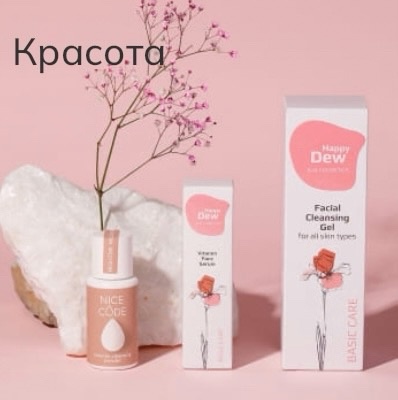 Красота
Happy
Dew
Facial
Cleansing
Gel
for all skin types
BASIC CARE
Happy
Dew
Vitamin
Face
Serum
NICE
CODE